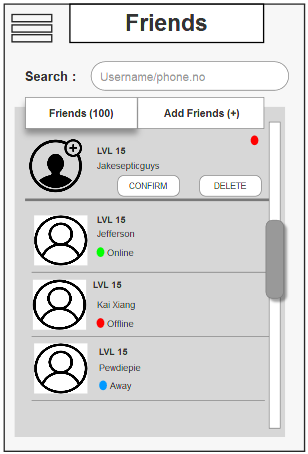 Friends
Search :
Username/phone.no
Friends (100)
Add Friends (+)
LVL 15
Jakesepticguys
CONFIRM
DELETE
LVL 15
Jefferson
Online
LVL 15
Kai Xiang
Offline
LVL 15
Pewdiepie
Away